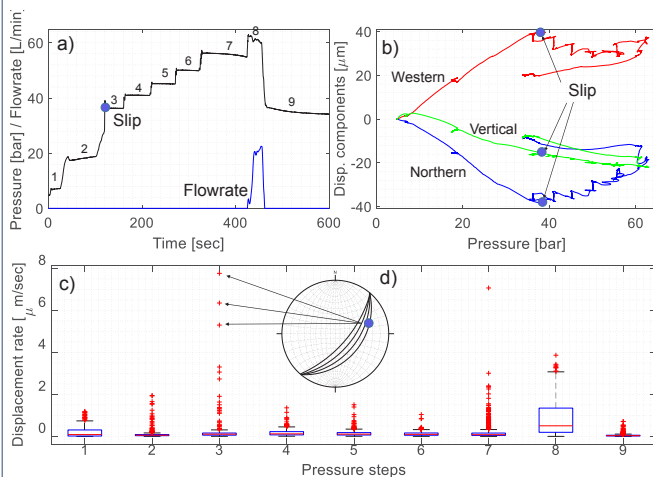 a)
Pressure [bar] / Flowrate [L/min]
60
40
20
0
1
2
3
4
5
6
7
8
9
Slip
Flowrate
0
200
400
600
Time [sec]
b)
Disp. components [μm]
40
20
0
-20
-40
Western
Vertical
Northern
Slip
0
20
40
60
Pressure [bar]
c)
d)
N
Displacement rate [μ m/sec]
8
6
4
2
0
1
2
3
4
5
6
7
8
9
Pressure steps